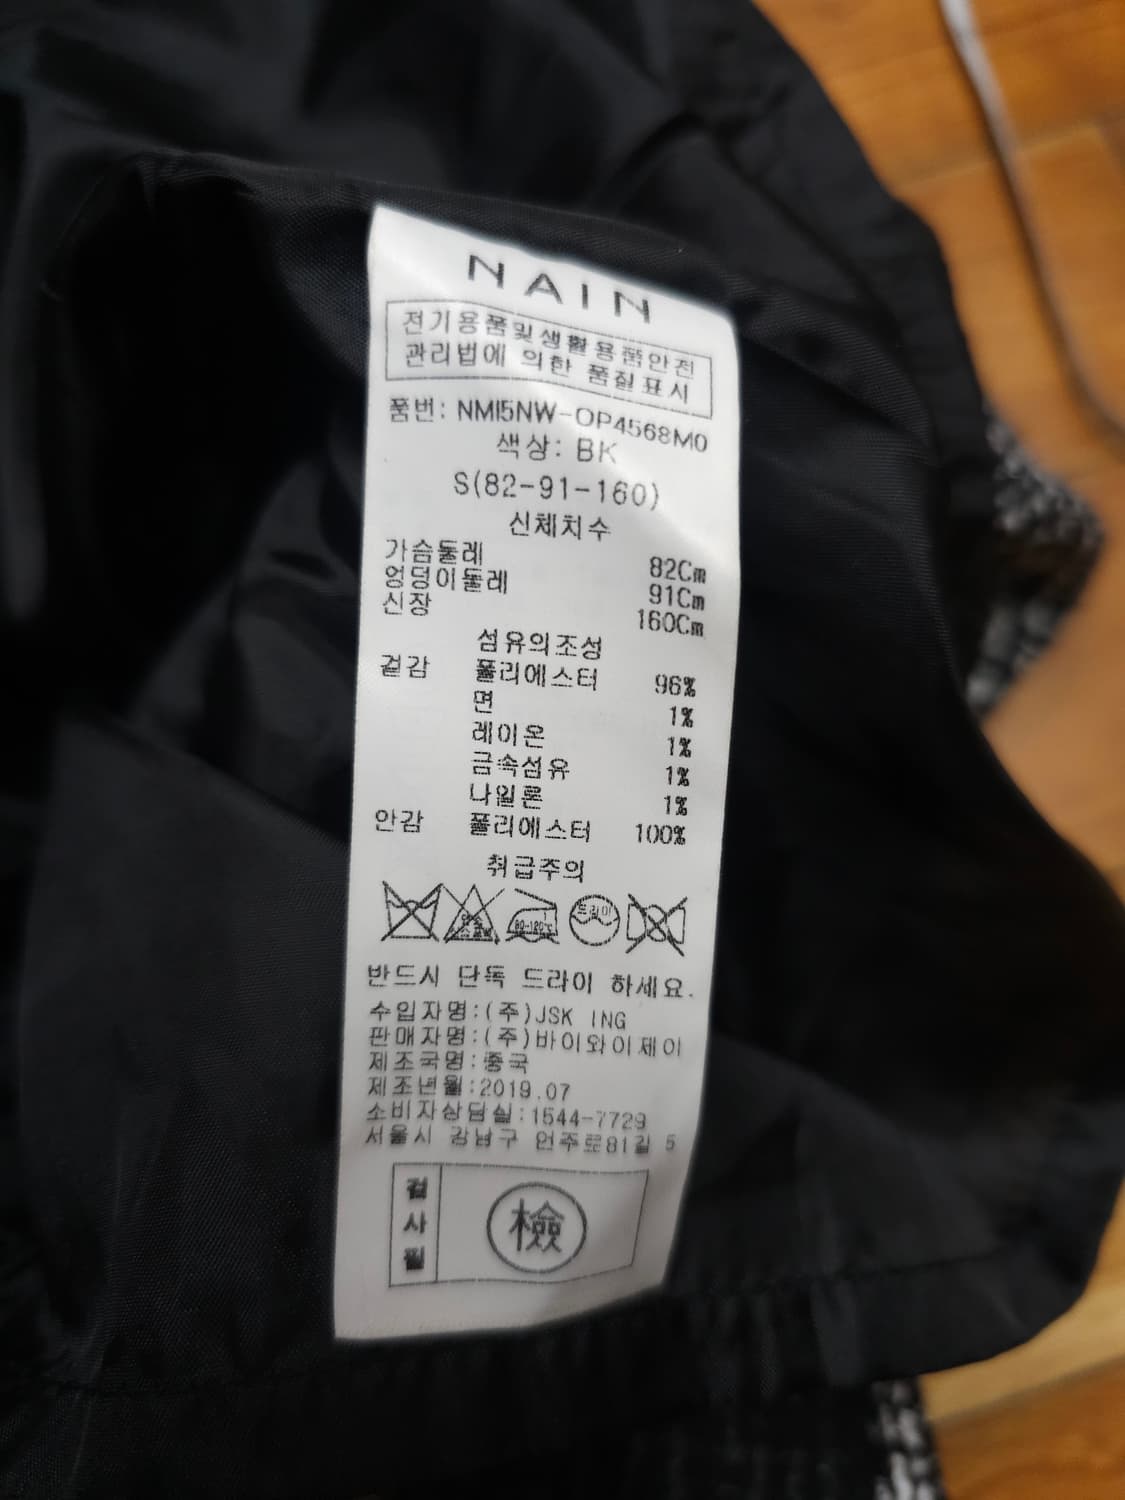 NAIN
전기용품및생활용품안전
관리법에 의한 품질표시
품번: NMI5NW-OP4568M0
색상: BK
S(82-91-160)
신체치수
가슴둘레 82Cm
엉덩이둘레 91Cm
신장 160Cm
섬유의조성
겉감 폴리에스터 96%
면 1%
레이온 1%
금속섬유 1%
나일론 1%
안감 폴리에스터 100%
취급주의
80-120℃ 드라이
반드시 단독 드라이 하세요.
수입자명:(주)JSK ING
판매자명:(주)바이와이제이
제조국명:중국
제조년월:2019.07
소비자상담실:1544-7729
서울시 강남구 언주로81길 5
검사필
檢